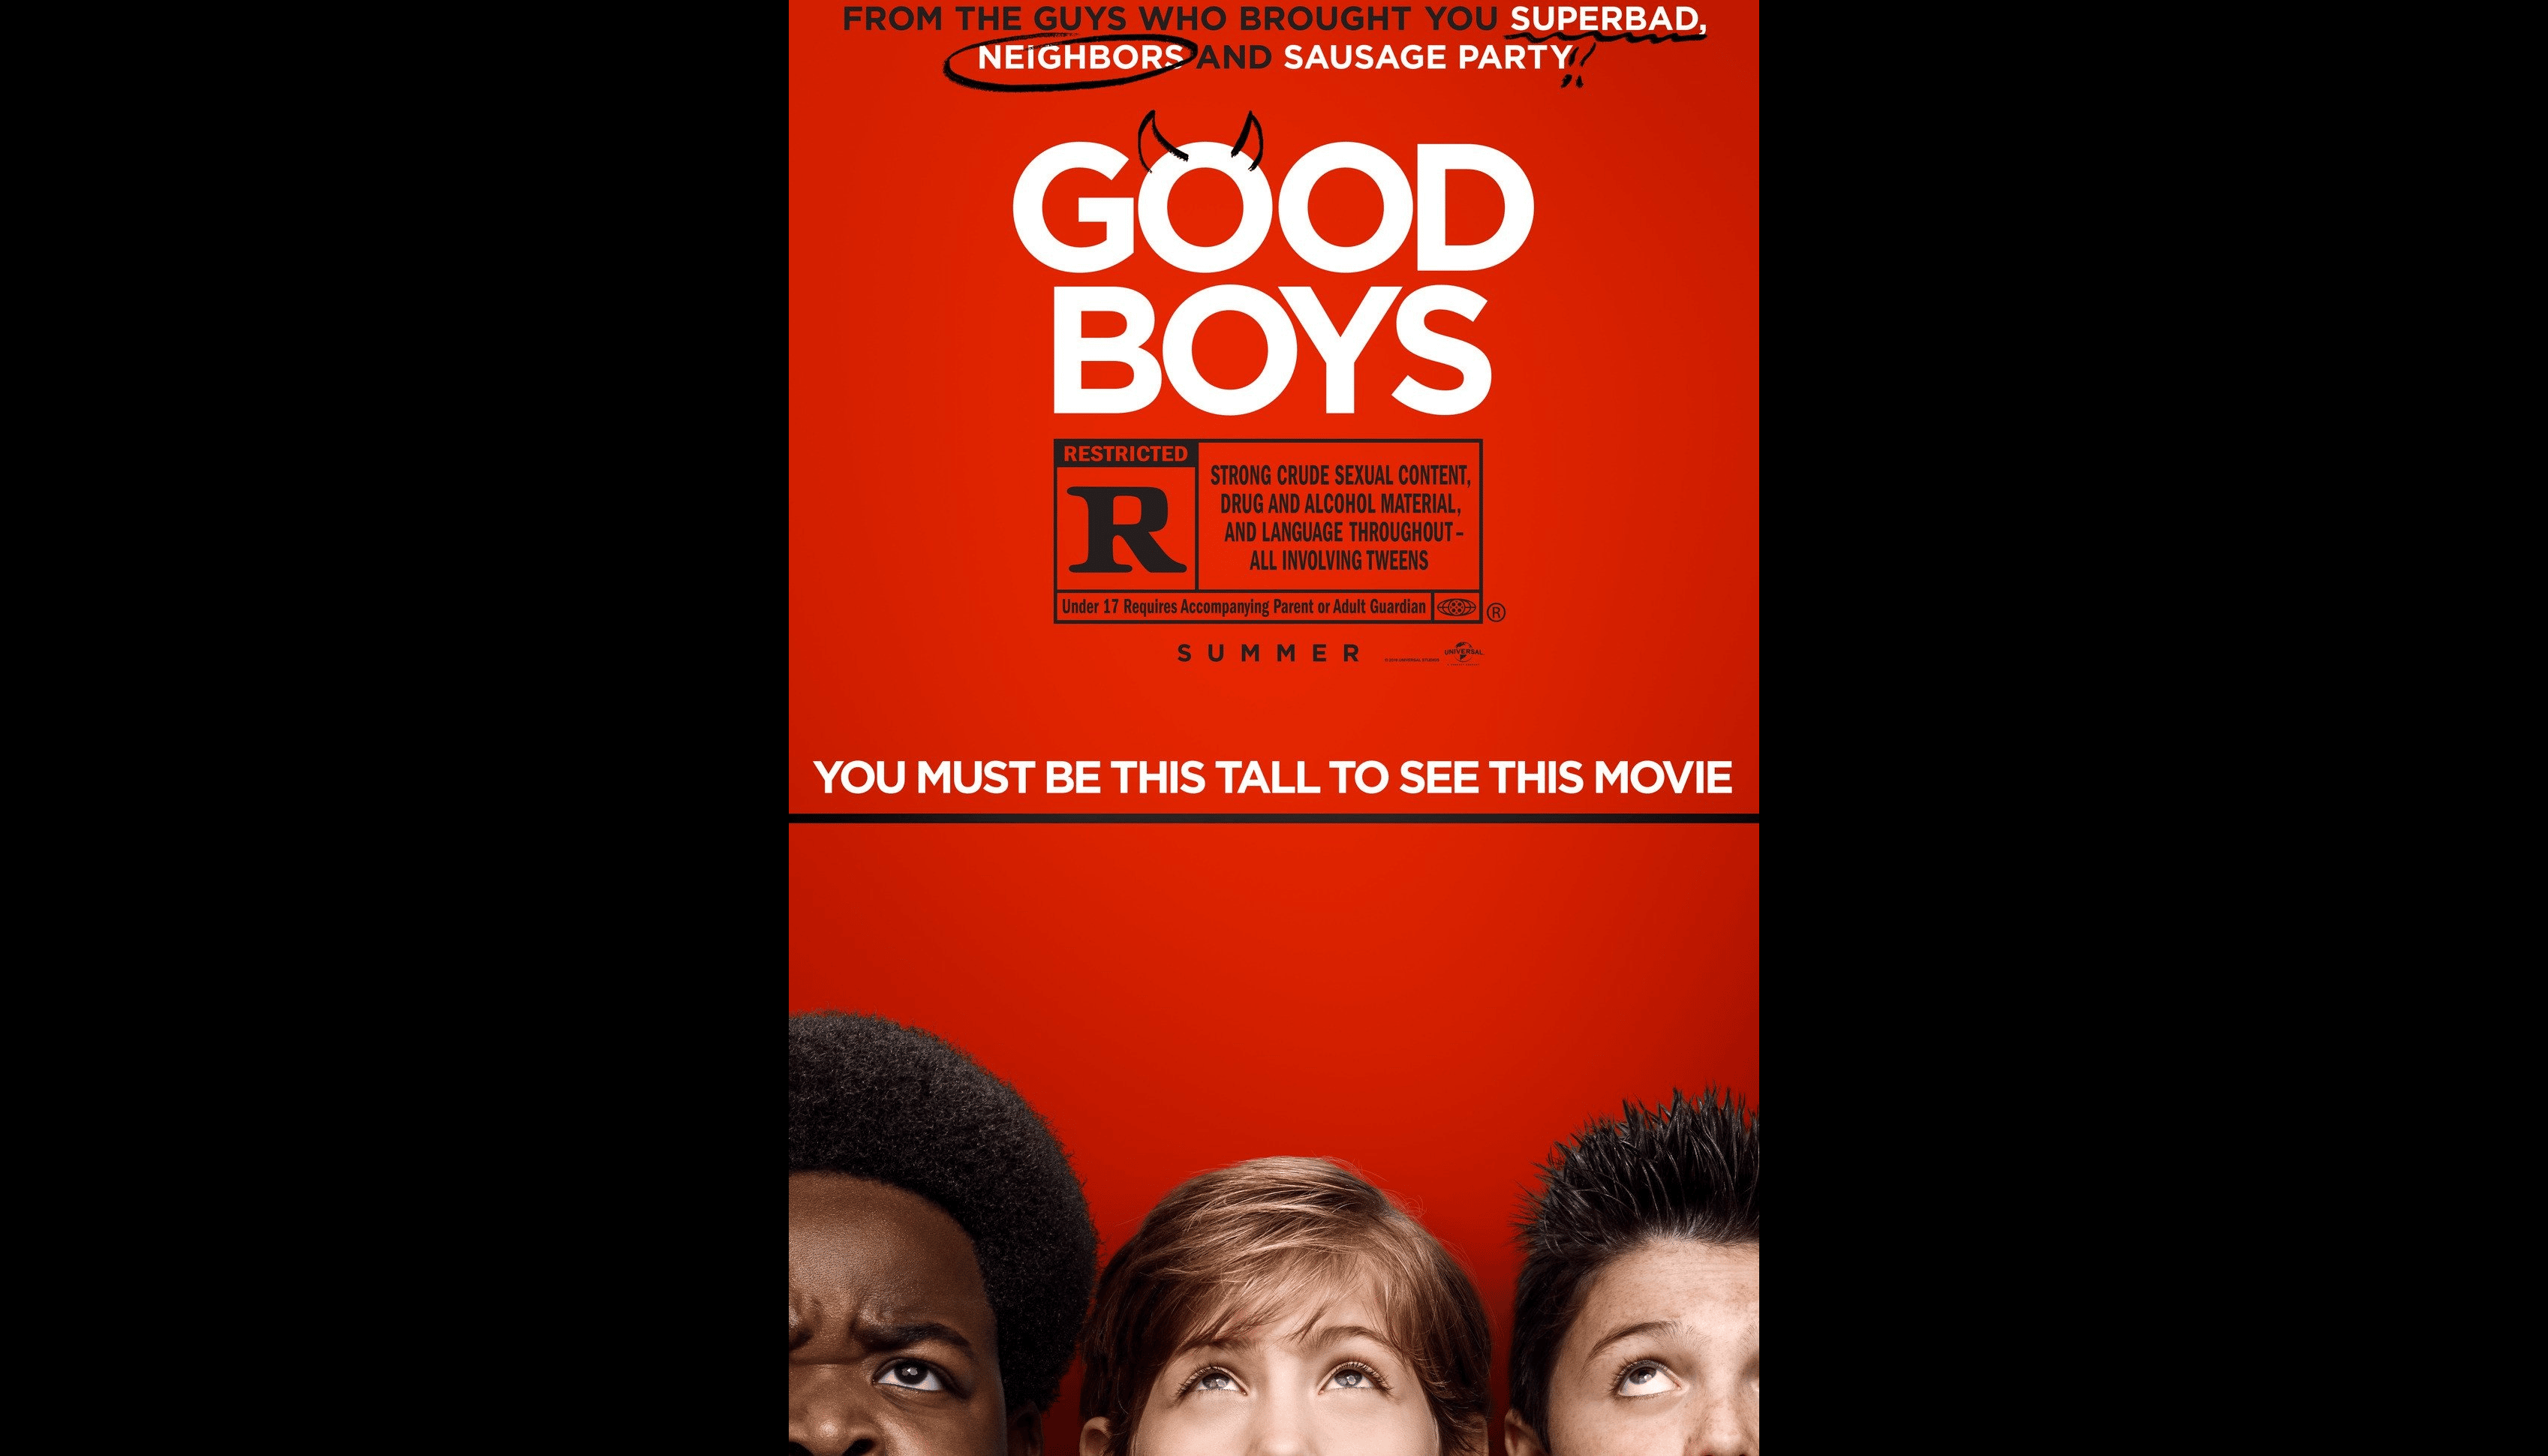 FROM THE GUYS WHO BROUGHT YOU SUPERBAD,
NEIGHBORS AND SAUSAGE PARTY!!
GOOD
BOYS
RESTRICTED
R
STRONG CRUDE SEXUAL CONTENT,
DRUG AND ALCOHOL MATERIAL,
AND LANGUAGE THROUGHOUT –
ALL INVOLVING TWEENS
Under 17 Requires Accompanying Parent or Adult Guardian
®
SUMMER
UNIVERSAL
YOU MUST BE THIS TALL TO SEE THIS MOVIE